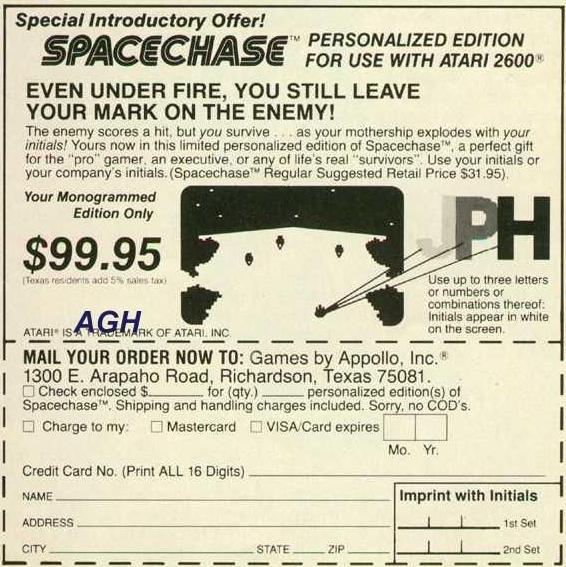 Special Introductory Offer!
SPACECHASE™ PERSONALIZED EDITION
FOR USE WITH ATARI 2600®
EVEN UNDER FIRE, YOU STILL LEAVE
YOUR MARK ON THE ENEMY!
The enemy scores a hit, but you survive . . . as your mothership explodes with your
initials! Yours now in this limited personalized edition of Spacechase™, a perfect gift
for the "pro" gamer, an executive, or any of life's real "survivors". Use your initials or
your company's initials. (Spacechase™ Regular Suggested Retail Price $31.95).
Your Monogrammed
Edition Only
$99.95
(Texas residents add 5% sales tax)
JPH
Use up to three letters
or numbers or
combinations thereof:
Initials appear in white
on the screen.
AGH
ATARI® IS A TRADEMARK OF ATARI, INC.
MAIL YOUR ORDER NOW TO: Games by Appollo, Inc.®
1300 E. Arapaho Road, Richardson, Texas 75081.
Check enclosed $ for (qty.) personalized edition(s) of
Spacechase™. Shipping and handling charges included. Sorry, no COD's.
Charge to my: Mastercard VISA/Card expires
Mo. Yr.
Credit Card No. (Print ALL 16 Digits)
NAME
ADDRESS
CITY STATE ZIP
Imprint with Initials
1st Set
2nd Set